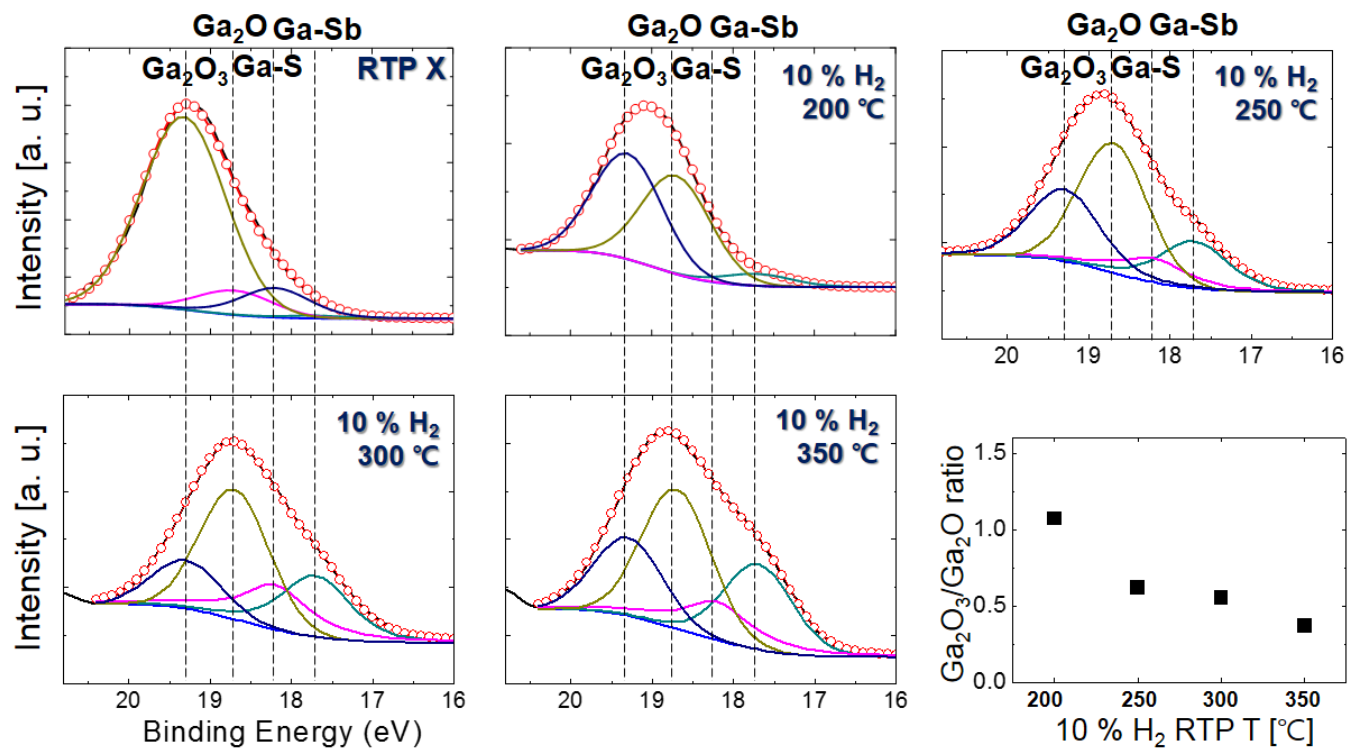 Ga₂O Ga-Sb
Ga₂O₃ Ga-S
RTP X
Intensity [a. u.]
Ga₂O Ga-Sb
Ga₂O₃ Ga-S
10 % H₂
200 ℃
Ga₂O Ga-Sb
Ga₂O₃ Ga-S
10 % H₂
250 ℃
20 19 18 17 16
10 % H₂
300 ℃
Intensity [a. u.]
20 19 18 17 16
Binding Energy (eV)
10 % H₂
350 ℃
20 19 18 17 16
Ga₂O₃/Ga₂O ratio
1.5
1.0
0.5
0.0
200 250 300 350
10 % H₂ RTP T [℃]